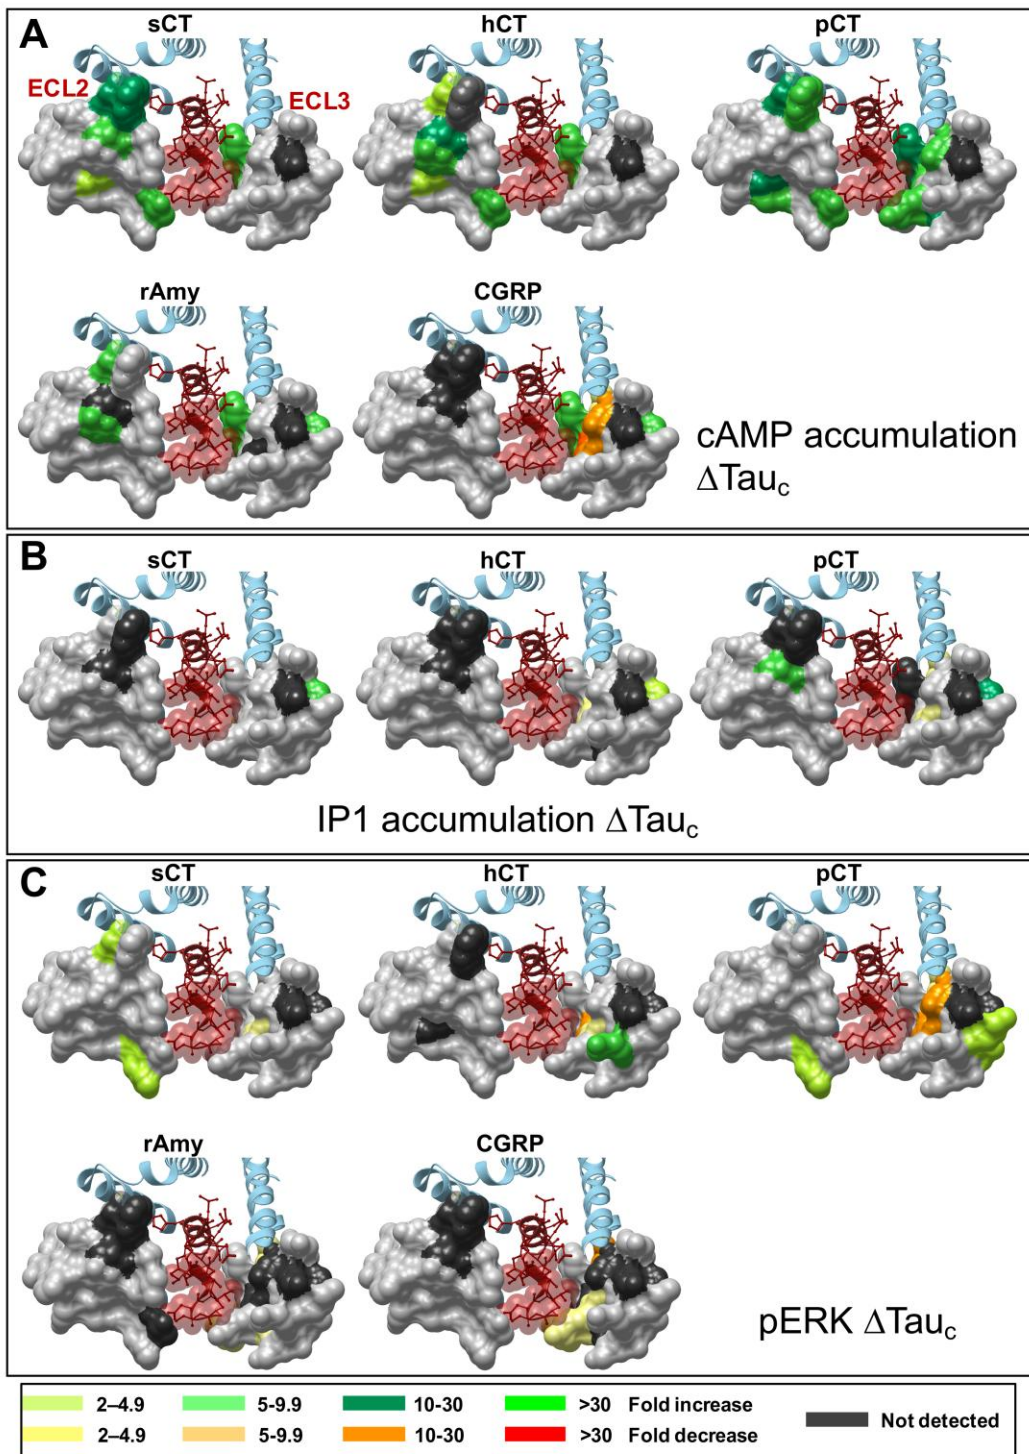 A
sCT
hCT
pCT
ECL2
ECL3
rAmy
CGRP
cAMP accumulation
ΔTauc
B
sCT
hCT
pCT
IP1 accumulation ΔTauc
C
sCT
hCT
pCT
rAmy
CGRP
pERK ΔTauc
2–4.9 5-9.9 10-30 >30 Fold increase
2–4.9 5-9.9 10-30 >30 Fold decrease
Not detected